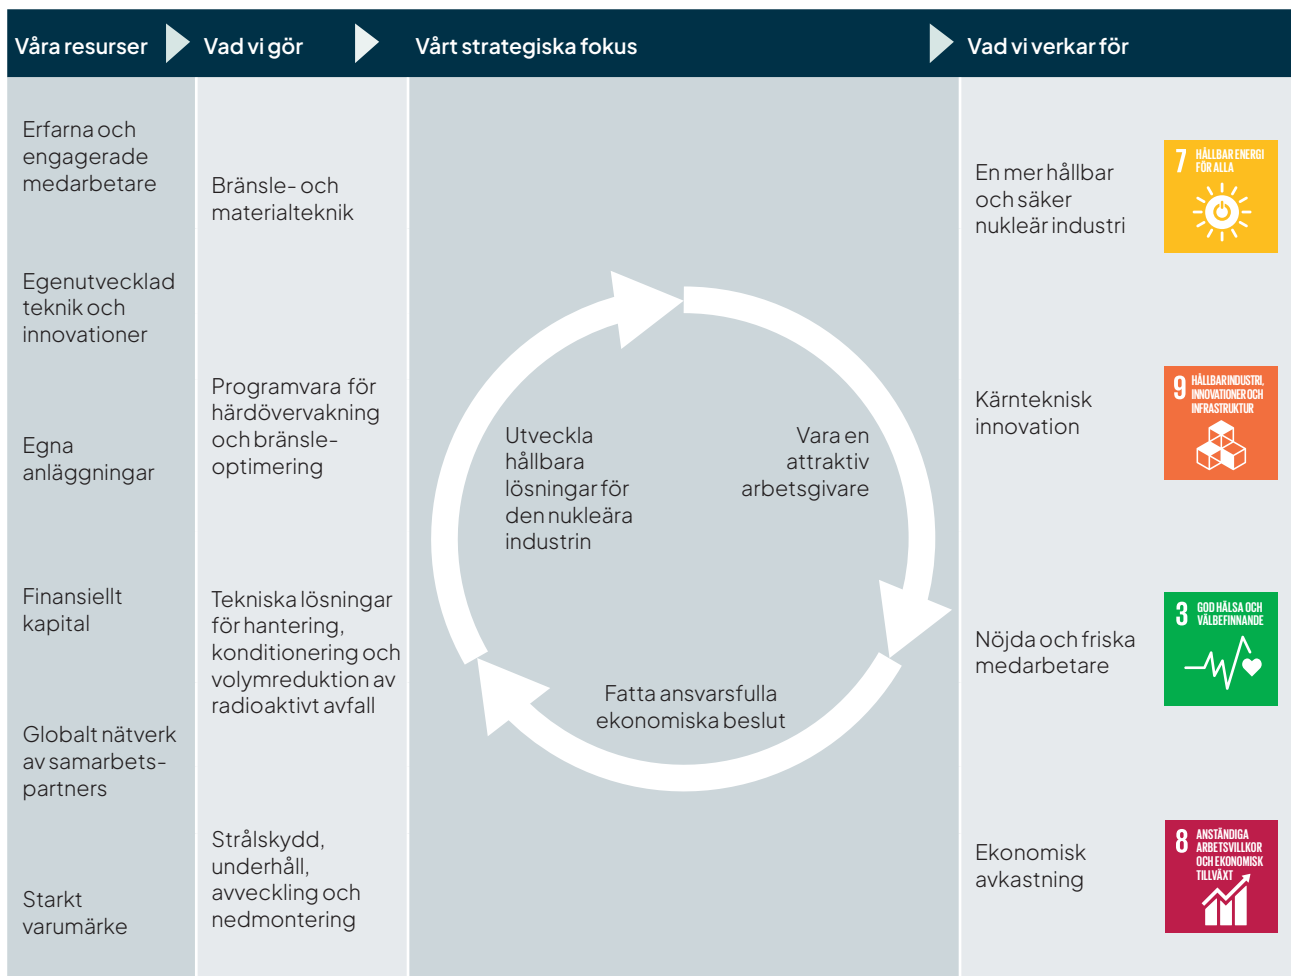 Våra resurser
Vad vi gör
Vårt strategiska fokus
Vad vi verkar för
Erfarna och
engagerade
medarbetare
Egenutvecklad
teknik och
innovationer
Egna
anläggningar
Finansiellt
kapital
Globalt nätverk
av samarbets-
partners
Starkt
varumärke
Bränsle- och
materialteknik
Programvara för
härdövervakning
och bränsle-
optimering
Tekniska lösningar
för hantering,
konditionering och
volymreduktion av
radioaktivt avfall
Strålskydd,
underhåll,
avveckling och
nedmontering
Utveckla
hållbara
lösningar för
den nukleära
industrin
Vara en
attraktiv
arbetsgivare
Fatta ansvarsfulla
ekonomiska beslut
En mer hållbar
och säker
nukleär industri
7 HÅLLBAR ENERGI
FÖR ALLA
Kärnteknisk
innovation
9 HÅLLBAR INDUSTRI,
INNOVATIONER OCH
INFRASTRUKTUR
Nöjda och friska
medarbetare
3 GOD HÄLSA OCH
VÄLBEFINNANDE
Ekonomisk
avkastning
8 ANSTÄNDIGA
ARBETSVILLKOR
OCH EKONOMISK
TILLVÄXT